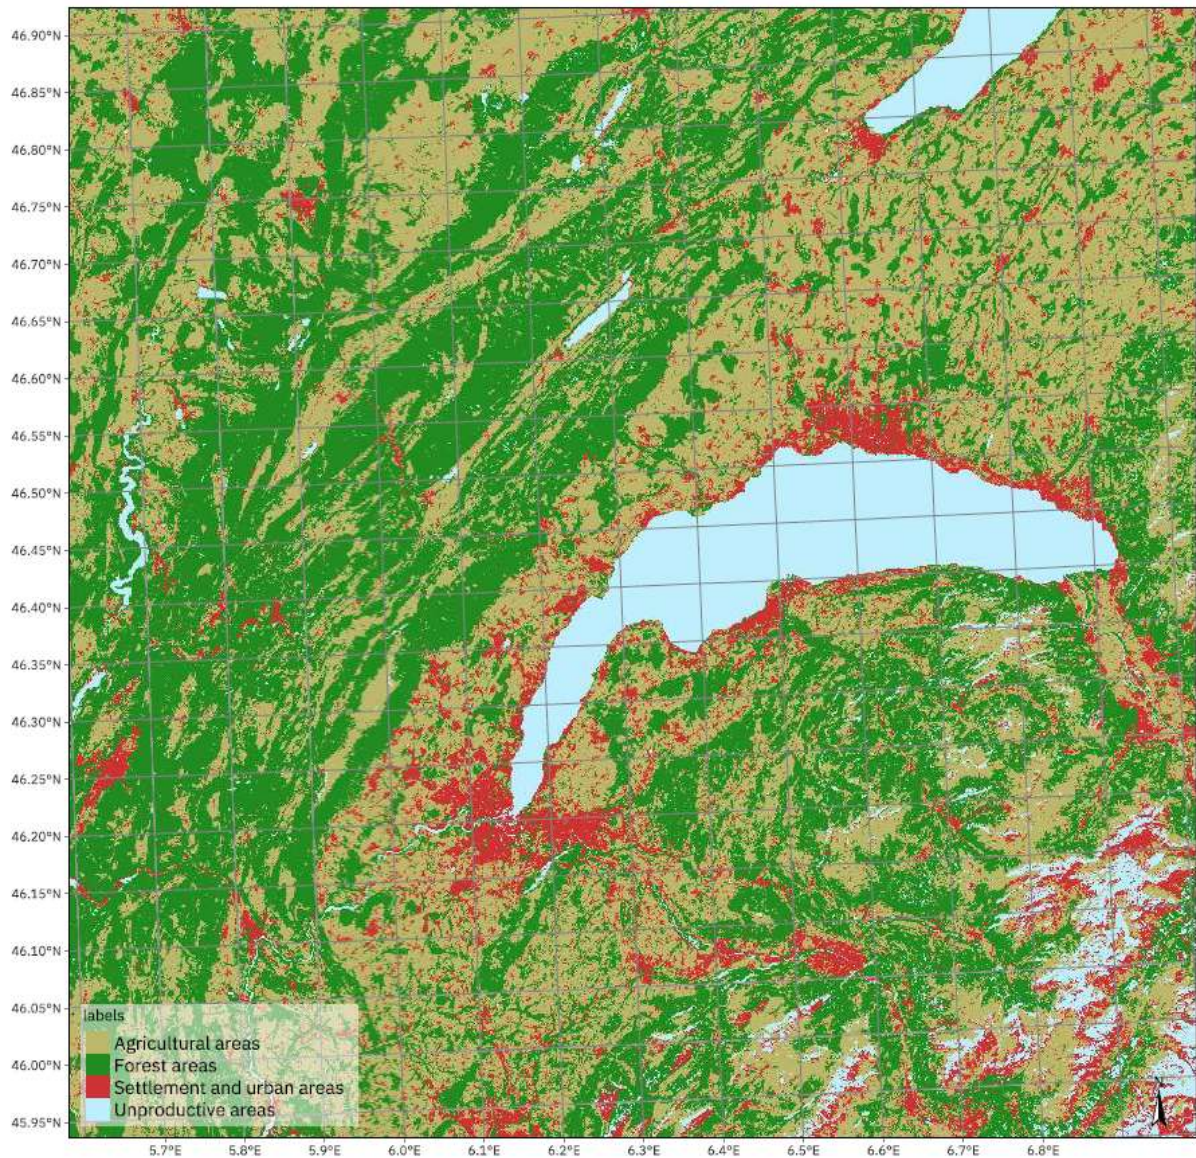 46.90°N
46.85°N
46.80°N
46.75°N
46.70°N
46.65°N
46.60°N
46.55°N
46.50°N
46.45°N
46.40°N
46.35°N
46.30°N
46.25°N
46.20°N
46.15°N
46.10°N
46.05°N
46.00°N
45.95°N
labels
Agricultural areas
Forest areas
Settlement and urban areas
Unproductive areas
N
5.7°E 5.8°E 5.9°E 6.0°E 6.1°E 6.2°E 6.3°E 6.4°E 6.5°E 6.6°E 6.7°E 6.8°E